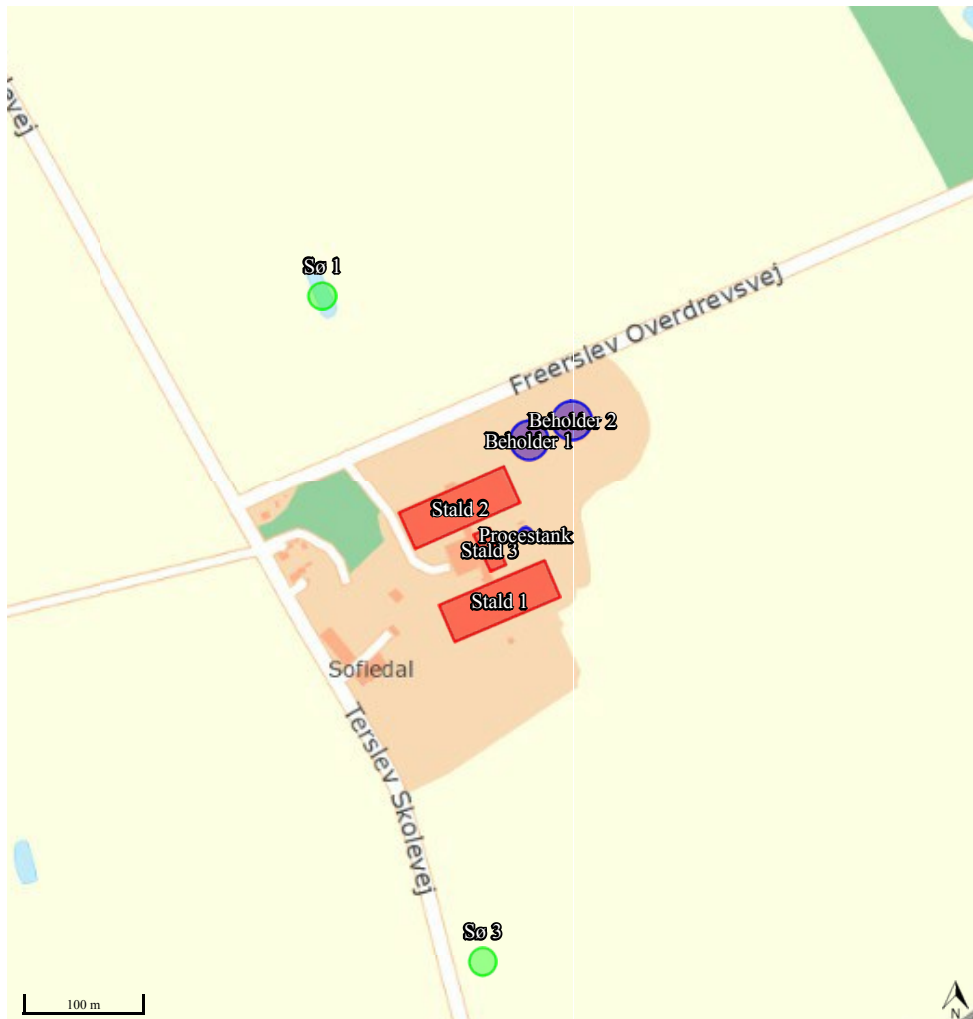 levej
Sø 1
Freerslev Overdrevsvej
Beholder 2
Beholder 1
Stald 2
Procestank
Stald 3
Stald 1
Sofiedal
Terslev Skolevej
Sø 3
100 m
N